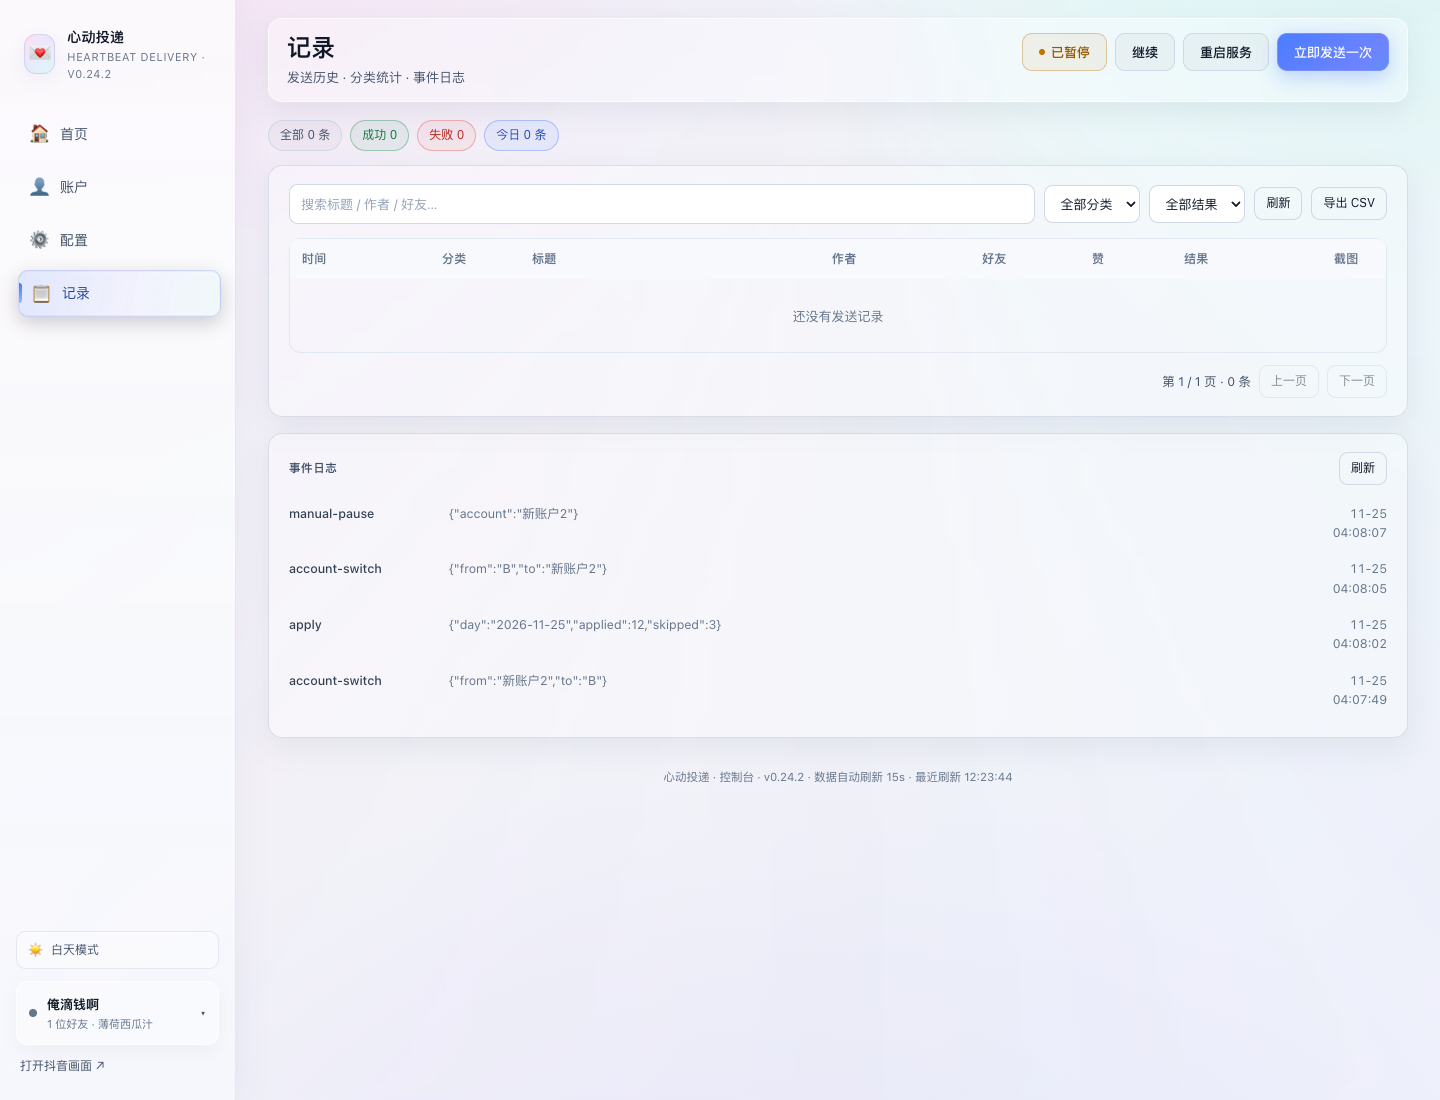 心动投递
HEARTBEAT DELIVERY ·
V0.24.2
首页
账户
配置
记录
白天模式
俺滴钱啊
1 位好友 · 薄荷西瓜汁
打开抖音画面 ↗
记录
发送历史 · 分类统计 · 事件日志
已暂停
继续
重启服务
立即发送一次
全部 0 条
成功 0
失败 0
今日 0 条
搜索标题 / 作者 / 好友...
全部分类
全部结果
刷新
导出 CSV
时间 分类 标题 作者 好友 赞 结果 截图
还没有发送记录
第 1 / 1 页 · 0 条
上一页
下一页
事件日志
刷新
manual-pause {"account":"新账户2"} 11-25
04:08:07
account-switch {"from":"B","to":"新账户2"} 11-25
04:08:05
apply {"day":"2026-11-25","applied":12,"skipped":3} 11-25
04:08:02
account-switch {"from":"新账户2","to":"B"} 11-25
04:07:49
心动投递 · 控制台 · v0.24.2 · 数据自动刷新 15s · 最近刷新 12:23:44